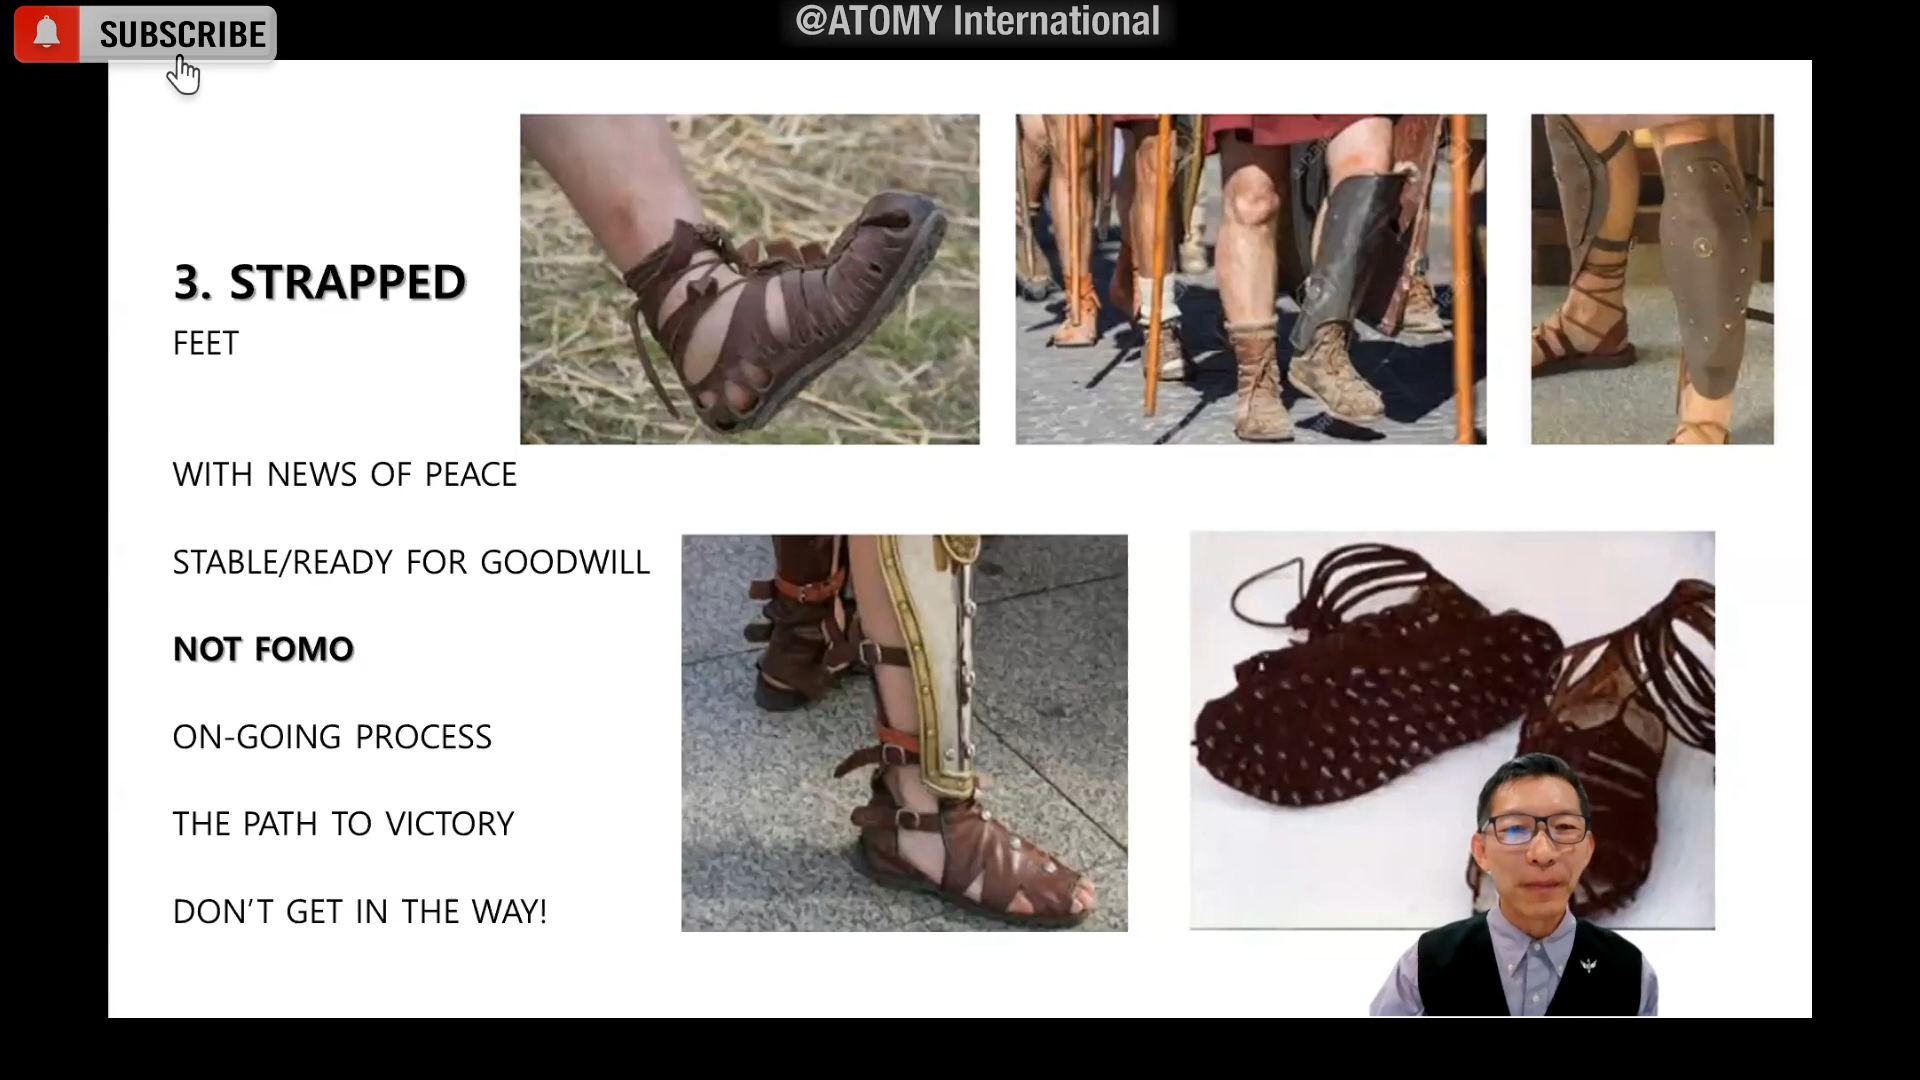 SUBSCRIBE
@ATOMY International
3. STRAPPED
FEET
WITH NEWS OF PEACE
STABLE/READY FOR GOODWILL
NOT FOMO
ON-GOING PROCESS
THE PATH TO VICTORY
DON'T GET IN THE WAY!